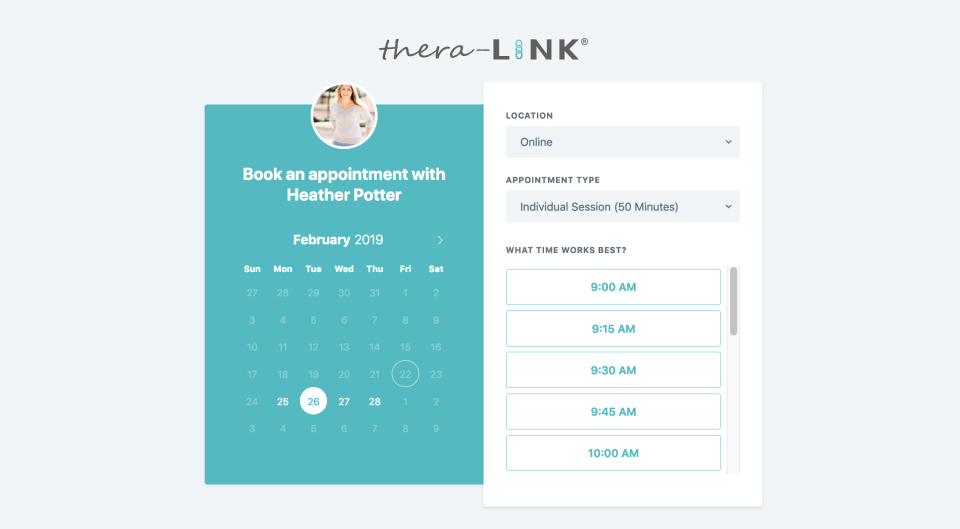 thera-LINK®
Book an appointment with
Heather Potter
February 2019
Sun Mon Tue Wed Thu Fri Sat
27 28 29 30 31 1 2
3 4 5 6 7 8 9
10 11 12 13 14 15 16
17 18 19 20 21 22 23
24 25 26 27 28 1 2
3 4 5 6 7 8 9
LOCATION
Online
APPOINTMENT TYPE
Individual Session (50 Minutes)
WHAT TIME WORKS BEST?
9:00 AM
9:15 AM
9:30 AM
9:45 AM
10:00 AM